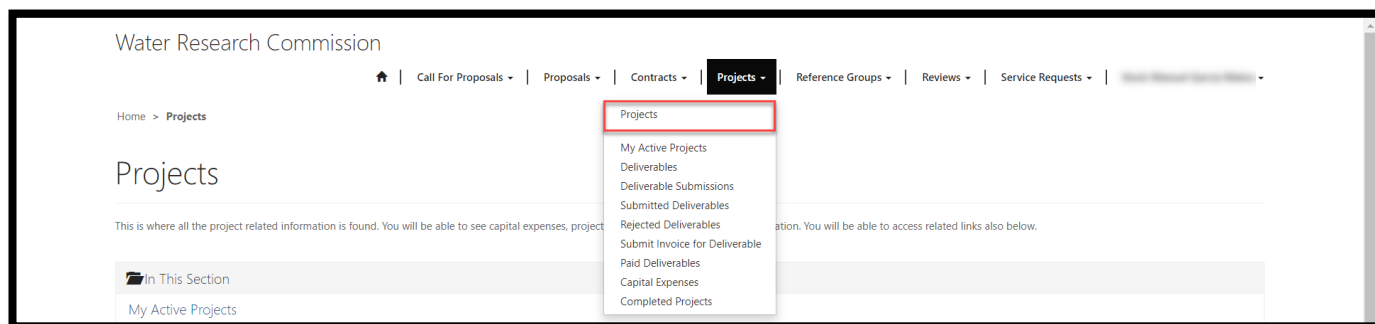 Water Research Commission
Call For Proposals
Proposals
Contracts
Projects
Reference Groups
Reviews
Service Requests
Home > Projects
Projects
My Active Projects
Deliverables
Deliverable Submissions
Submitted Deliverables
Rejected Deliverables
Submit Invoice for Deliverable
Paid Deliverables
Capital Expenses
Completed Projects
Projects
This is where all the project related information is found. You will be able to see capital expenses, project
ation. You will be able to access related links also below.
In This Section
My Active Projects